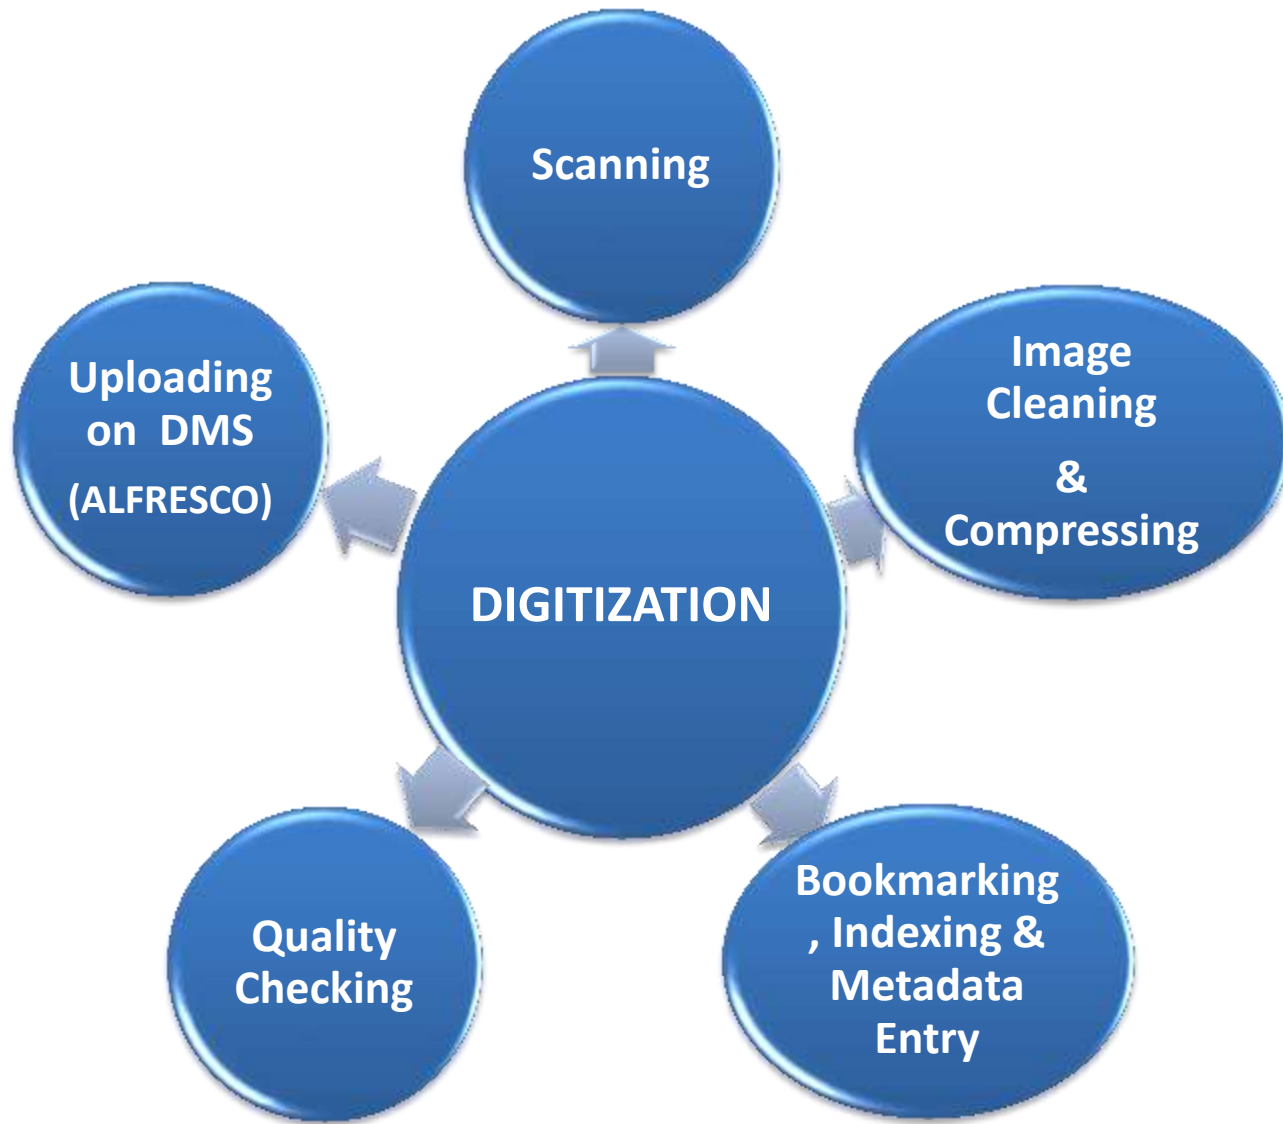 Scanning
Image
Cleaning
&
Compressing
Uploading
on DMS
(ALFRESCO)
DIGITIZATION
Bookmarking
, Indexing &
Metadata
Entry
Quality
Checking